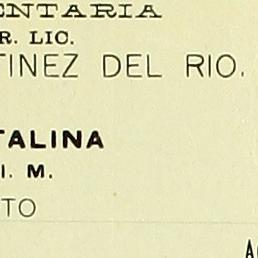 ENTARIA
R. LIC.
TINEZ DEL RIO.
TALINA
I. M.
TO
A